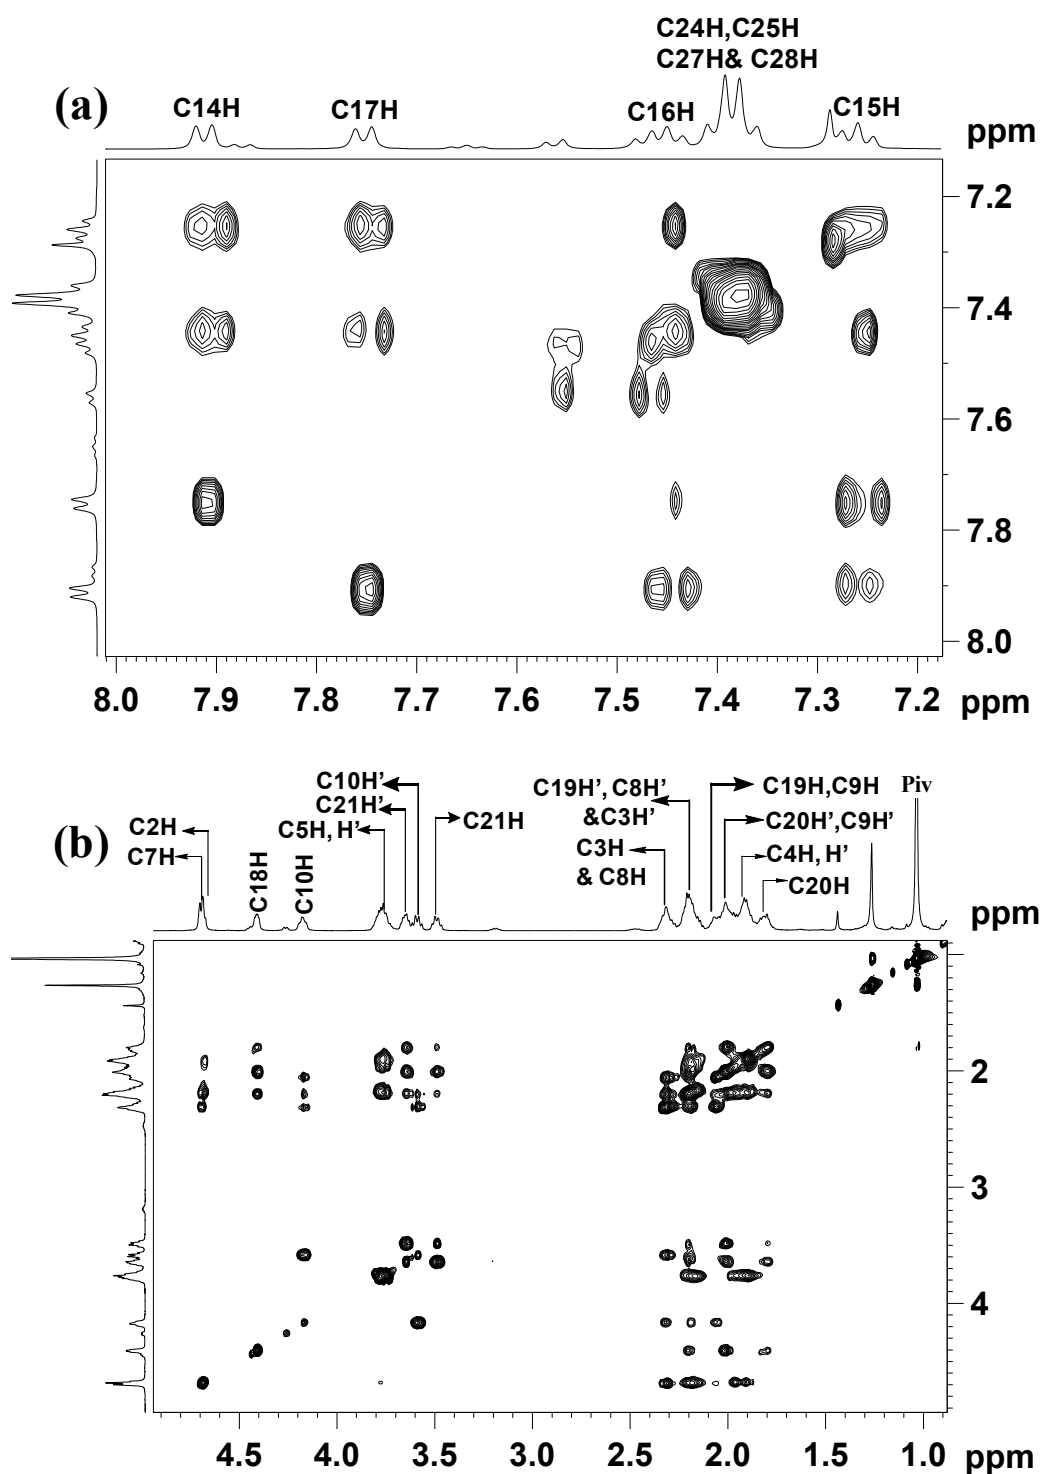 C24H,C25H
C27H& C28H
(a)
C14H
C17H
C16H
C15H
ppm
7.2
7.4
7.6
7.8
8.0
8.0 7.9 7.8 7.7 7.6 7.5 7.4 7.3 7.2 ppm
C10H’
C21H’
C5H, H’
C19H’, C8H’
&C3H’
C3H
& C8H
C19H,C9H
Piv
(b)
C2H
C7H
C18H
C10H
C21H
C20H’,C9H’
C4H, H’
C20H
ppm
2
3
4
4.5 4.0 3.5 3.0 2.5 2.0 1.5 1.0 ppm